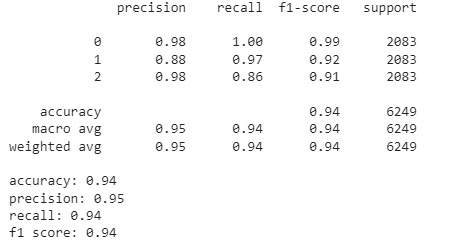 precision recall f1-score support
0 0.98 1.00 0.99 2083
1 0.88 0.97 0.92 2083
2 0.98 0.86 0.91 2083
accuracy 0.94 6249
macro avg 0.95 0.94 0.94 6249
weighted avg 0.95 0.94 0.94 6249
accuracy: 0.94
precision: 0.95
recall: 0.94
f1 score: 0.94